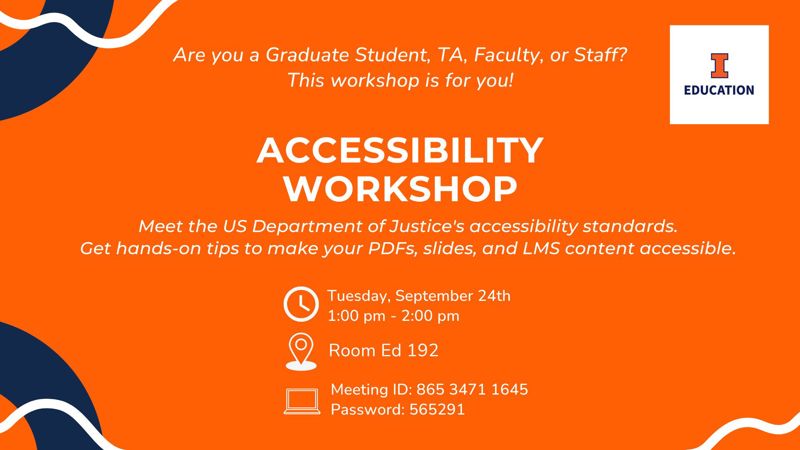 Are you a Graduate Student, TA, Faculty, or Staff?
This workshop is for you!
I
EDUCATION
ACCESSIBILITY
WORKSHOP
Meet the US Department of Justice's accessibility standards.
Get hands-on tips to make your PDFs, slides, and LMS content accessible.
Tuesday, September 24th
1:00 pm - 2:00 pm
Room Ed 192
Meeting ID: 865 3471 1645
Password: 565291